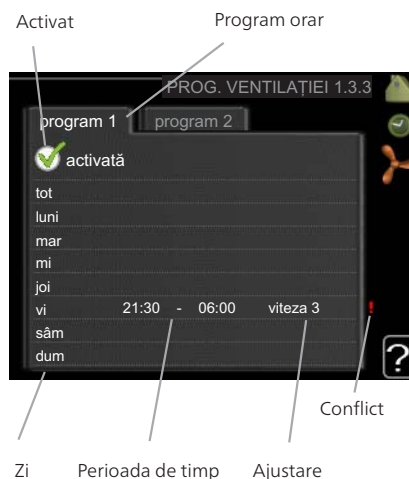 Activat Program orar
PROG. VENTILAȚIEI 1.3.3
program 1 program 2
activată
tot
luni
mar
mi
joi
vi 21:30 - 06:00 viteza 3 !
sâm
dum
?
Conflict
Zi Perioada de timp Ajustare